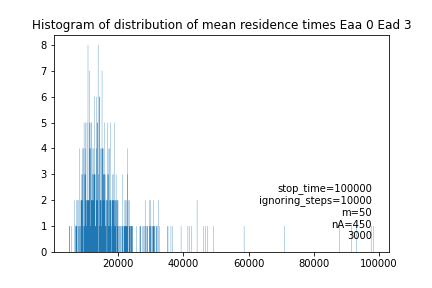 Histogram of distribution of mean residence times Eaa 0 Ead 3
8
7
6
5
4
3
2
1
0
stop_time=100000
ignoring_steps=10000
m=50
nA=450
3000
20000 40000 60000 80000 100000